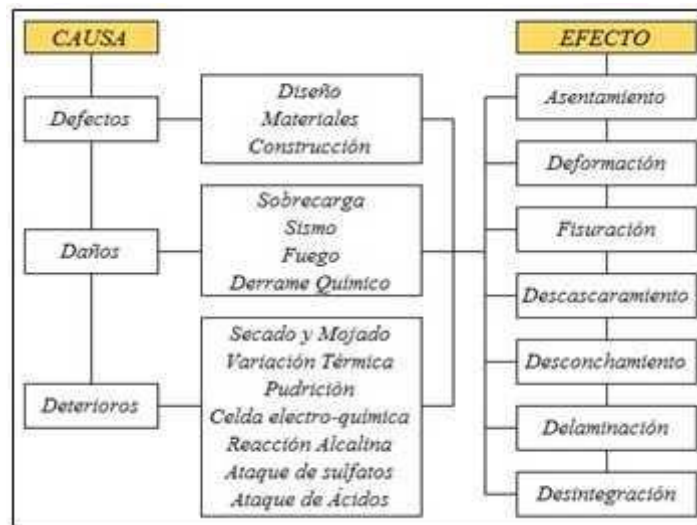 CAUSA
Defectos
Daños
Deterioros
Diseño
Materiales
Construcción
Sobrecarga
Sismo
Fuego
Derrame Químico
Secado y Mojado
Variación Térmica
Pudrición
Celda electro-química
Reacción Alcalina
Ataque de sulfatos
Ataque de Ácidos
EFECTO
Asentamiento
Deformación
Fisuración
Descascaramiento
Desconchamiento
Delaminación
Desintegración